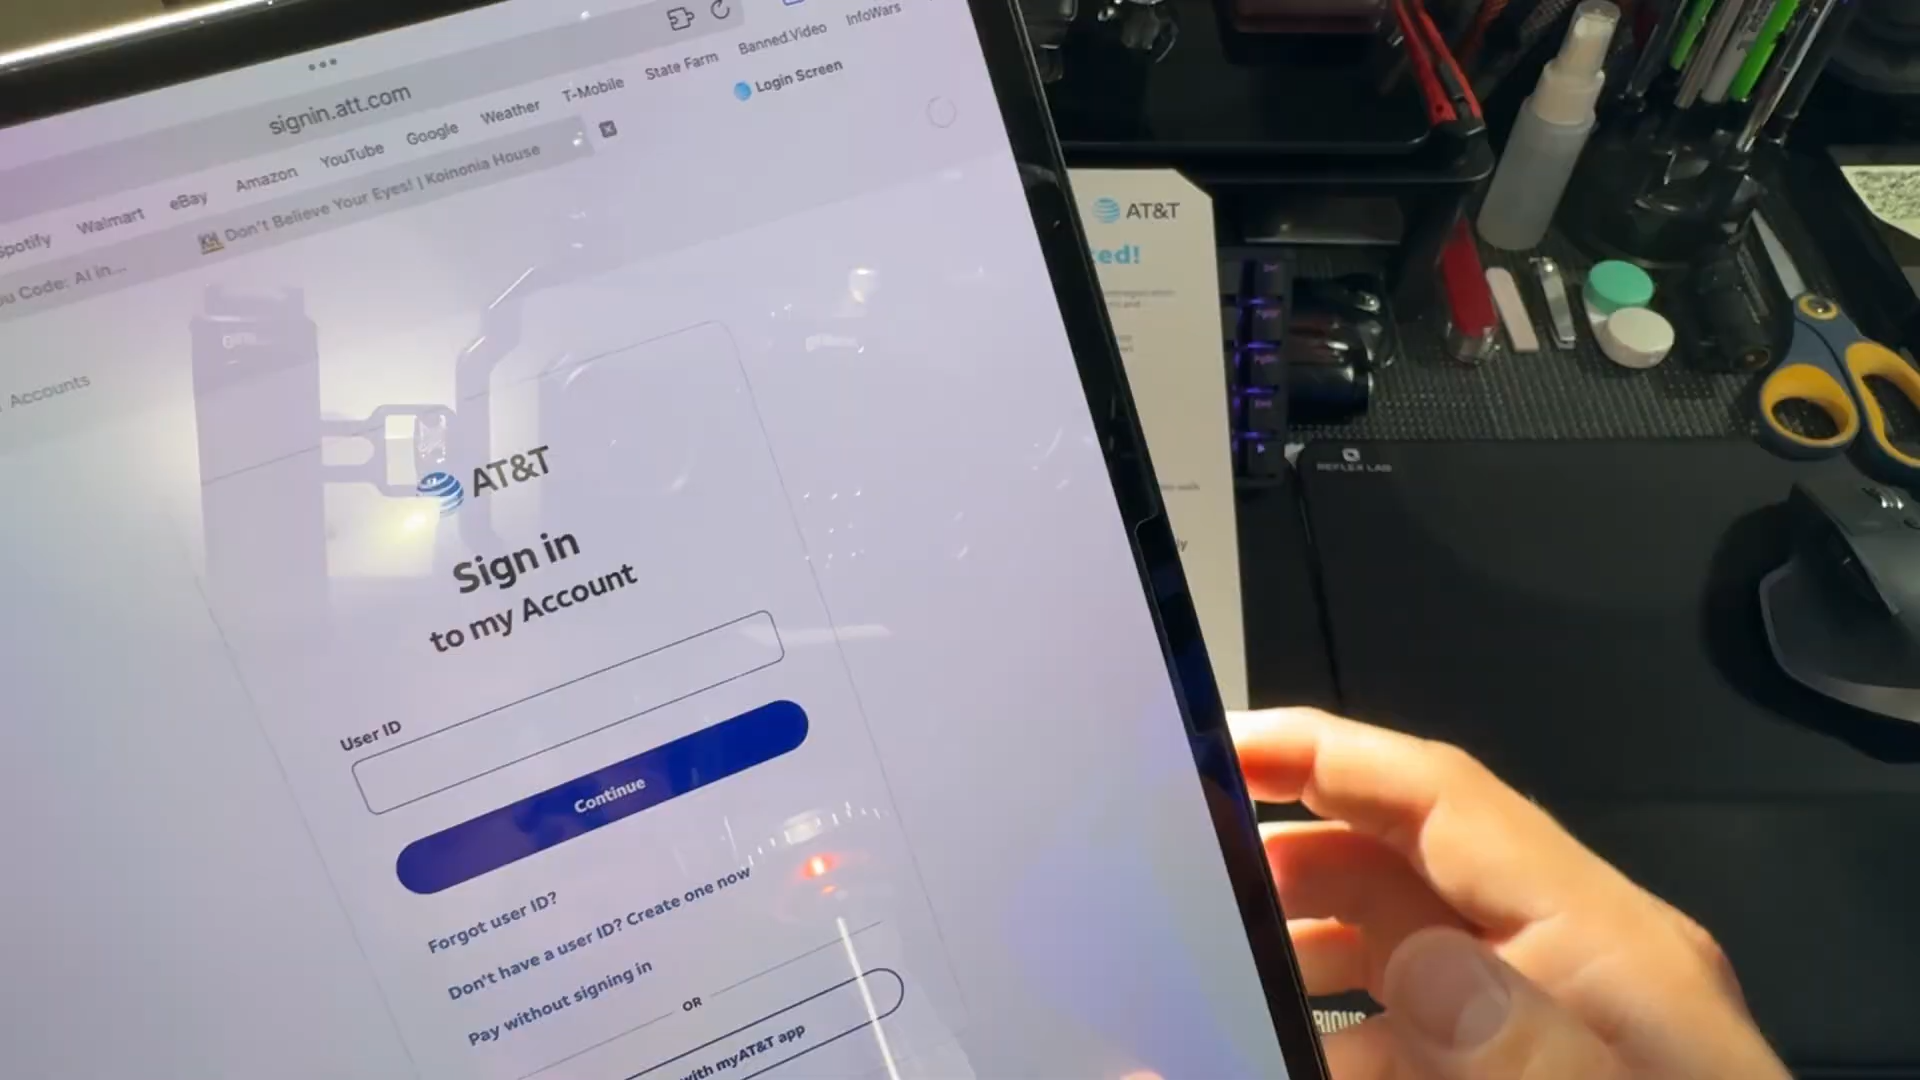 signin.att.com
Spotify Walmart eBay Amazon YouTube Google Weather T-Mobile State Farm Banned.Video InfoWars
Code: AI in...
Don't Believe Your Eyes! | Koinonia House
Login Screen
Accounts
AT&T
Sign in
to my Account
User ID
Continue
Forgot user ID?
Don't have a user ID? Create one now
Pay without signing in
OR
with myAT&T app
AT&T
ted!
REFLEX LAB